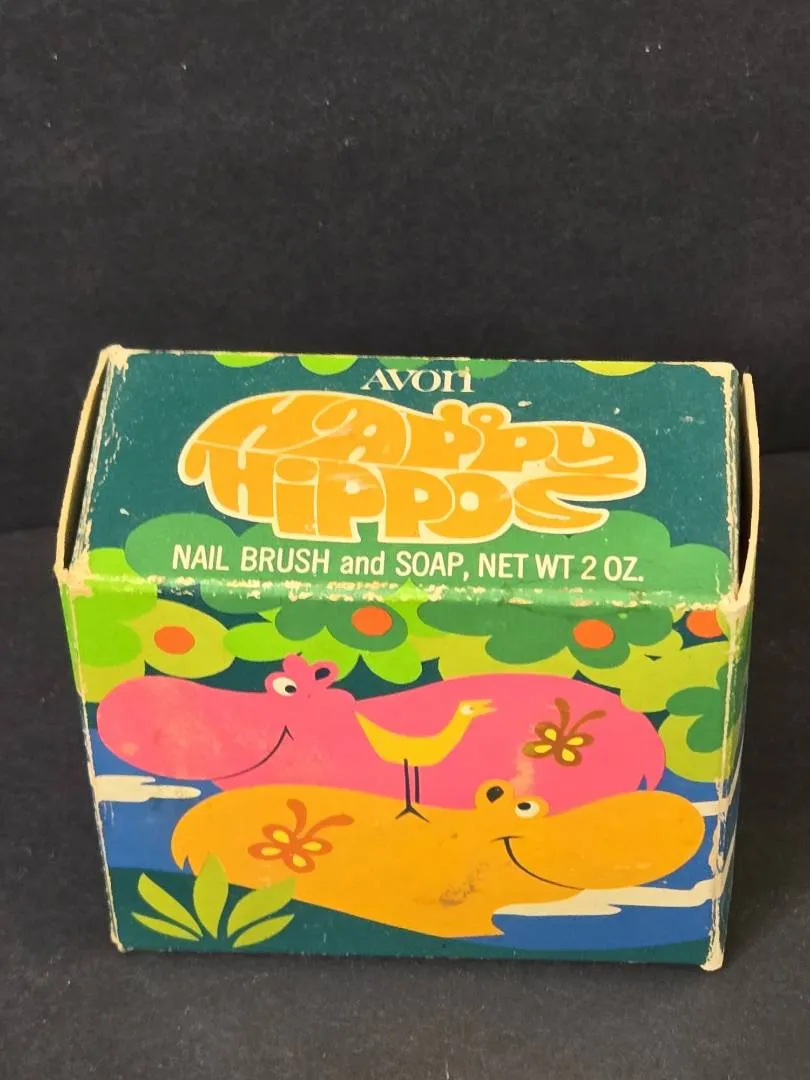 AVON
HAPPY
HiPPOS
NAIL BRUSH and SOAP, NET WT 2 OZ.